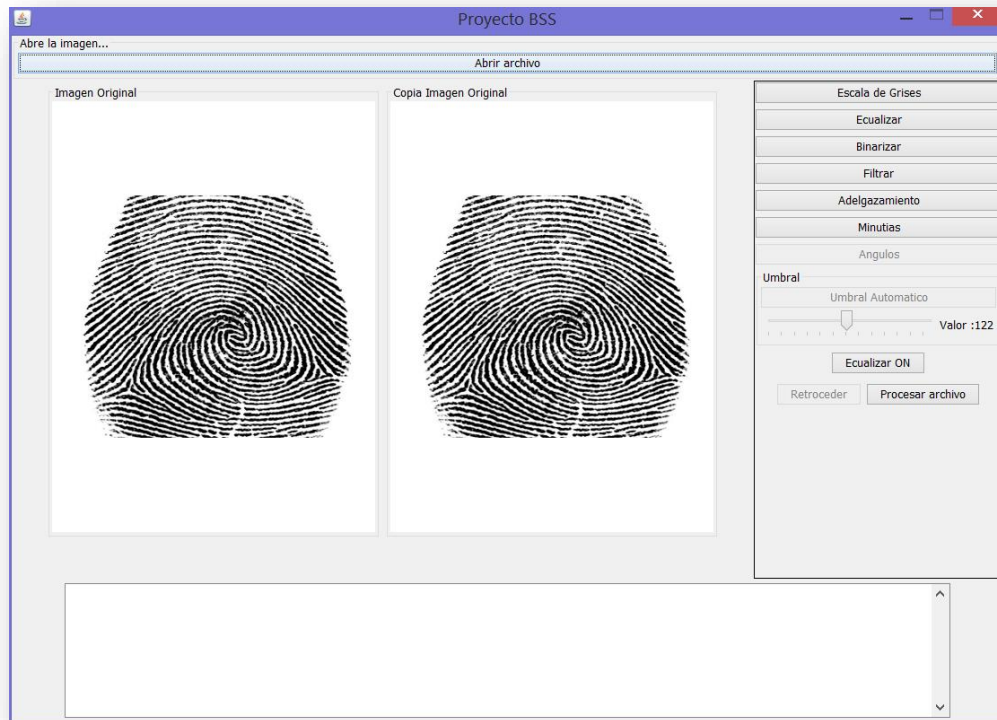 Proyecto BSS
Abre la imagen...
Abrir archivo
Imagen Original
Copia Imagen Original
Escala de Grises
Ecualizar
Binarizar
Filtrar
Adelgazamiento
Minutias
Angulos
Umbral
Umbral Automatico
Valor :122
Ecualizar ON
Retroceder
Procesar archivo